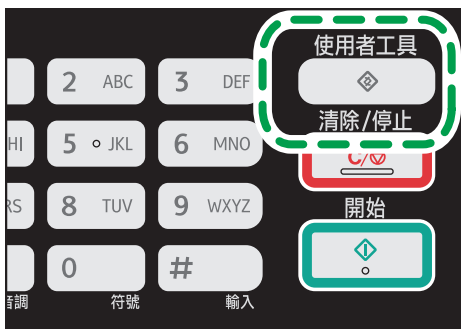 使用者工具
2 ABC
3 DEF
清除/停止
HI
5 JKL
6 MNO
C/
RS
8 TUV
9 WXYZ
開始
0
#
音調
符號
輸入